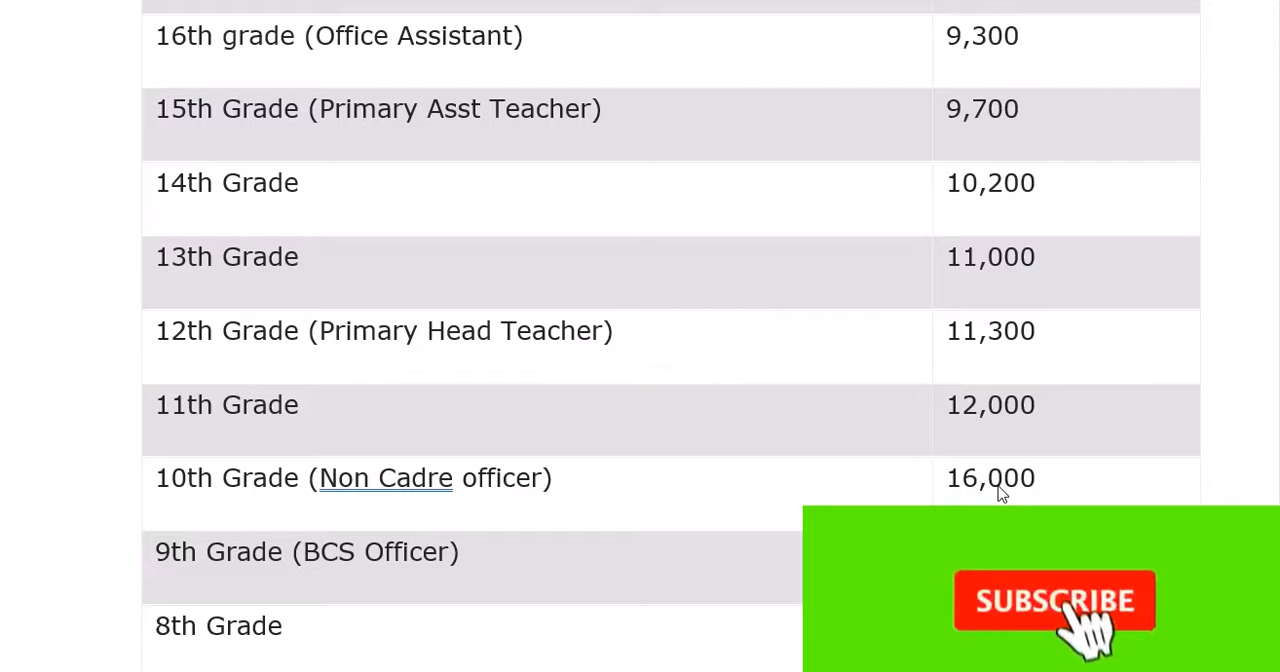 16th grade (Office Assistant) 9,300
15th Grade (Primary Asst Teacher) 9,700
14th Grade 10,200
13th Grade 11,000
12th Grade (Primary Head Teacher) 11,300
11th Grade 12,000
10th Grade (Non Cadre officer) 16,000
9th Grade (BCS Officer)
8th Grade
SUBSCRIBE